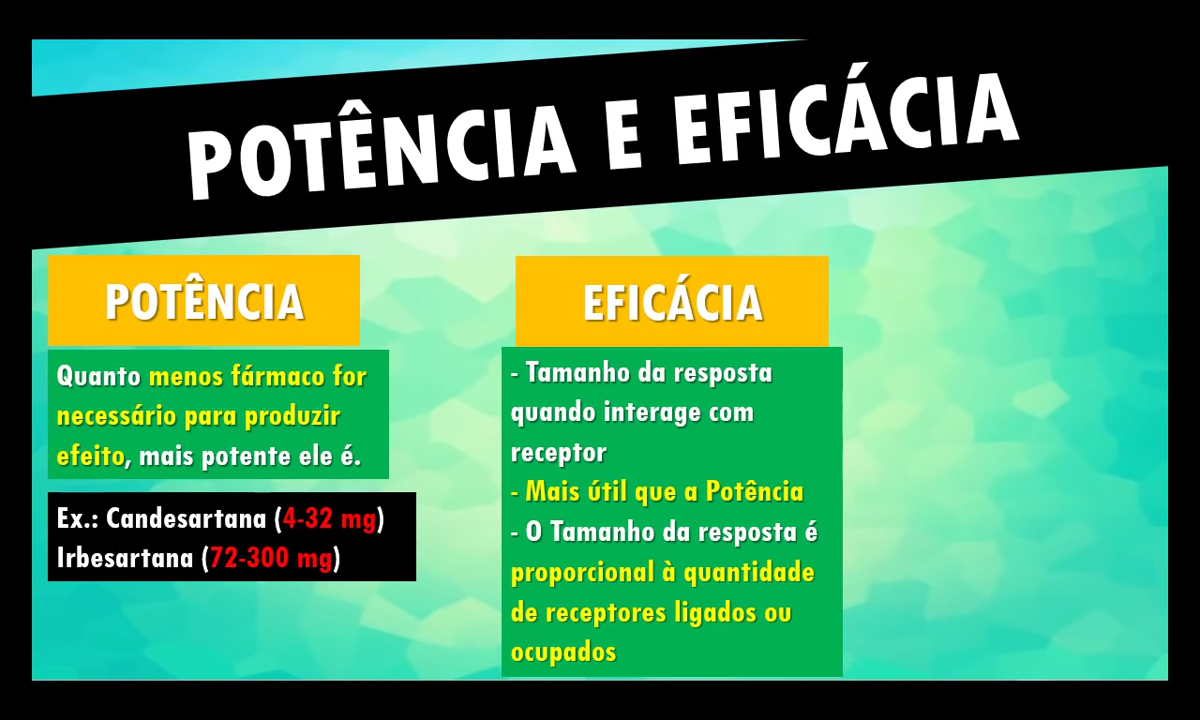 POTÊNCIA E EFICÁCIA
POTÊNCIA
Quanto menos fármaco for
necessário para produzir
efeito, mais potente ele é.
Ex.: Candesartana (4-32 mg)
Irbesartana (72-300 mg)
EFICÁCIA
- Tamanho da resposta
quando interage com
receptor
- Mais útil que a Potência
- O Tamanho da resposta é
proporcional à quantidade
de receptores ligados ou
ocupados